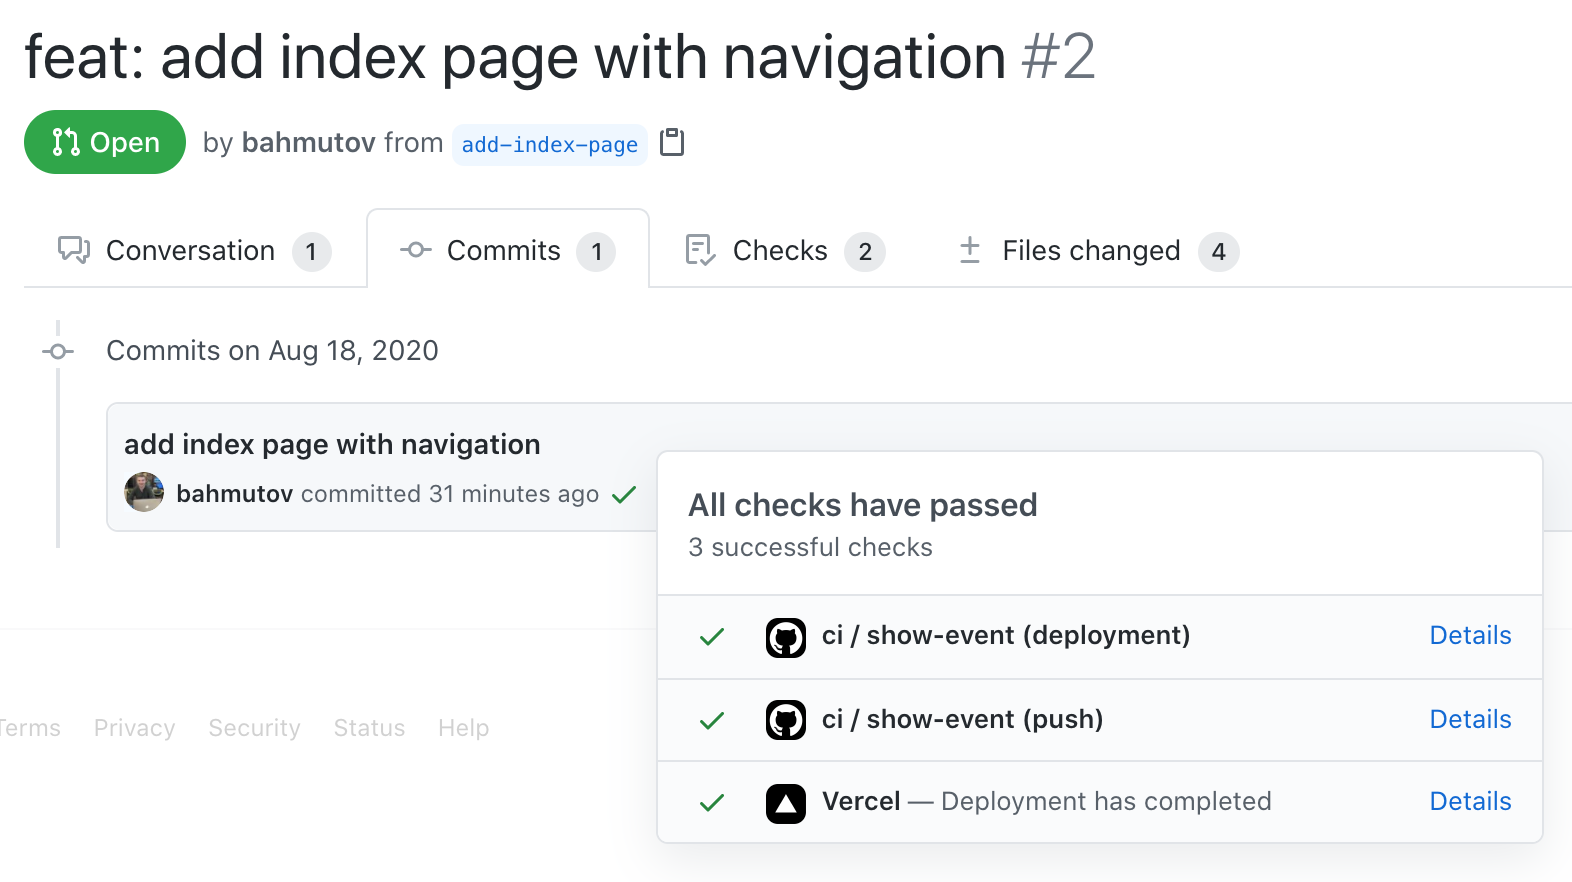 feat: add index page with navigation #2
Open by bahmutov from add-index-page
Conversation 1 Commits 1 Checks 2 Files changed 4
Commits on Aug 18, 2020
add index page with navigation
bahmutov committed 31 minutes ago
All checks have passed
3 successful checks
ci / show-event (deployment) Details
ci / show-event (push) Details
Vercel — Deployment has completed Details
Terms Privacy Security Status Help